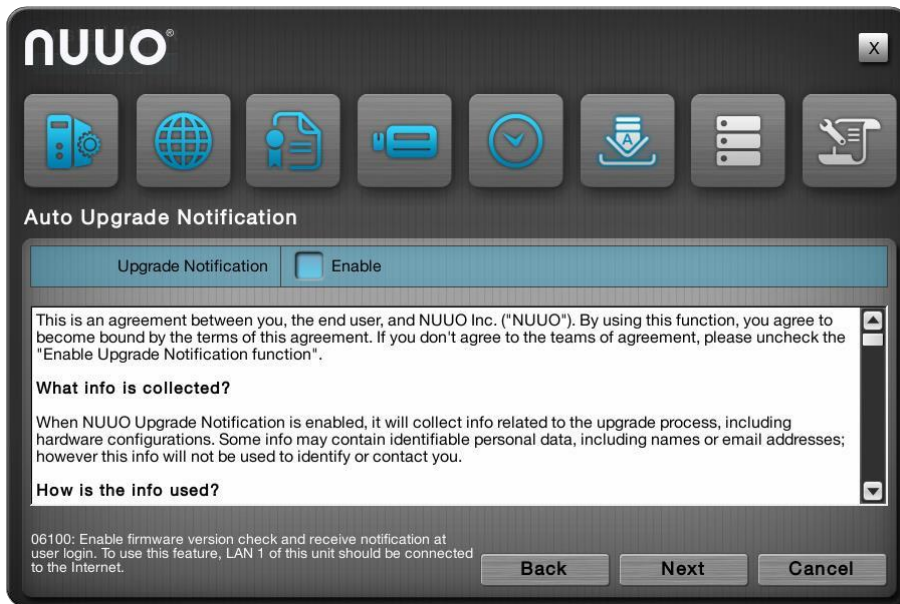 NUUO®
X
A
Auto Upgrade Notification
Upgrade Notification Enable
This is an agreement between you, the end user, and NUUO Inc. ("NUUO"). By using this function, you agree to
become bound by the terms of this agreement. If you don't agree to the teams of agreement, please uncheck the
"Enable Upgrade Notification function".
What info is collected?
When NUUO Upgrade Notification is enabled, it will collect info related to the upgrade process, including
hardware configurations. Some info may contain identifiable personal data, including names or email addresses;
however this info will not be used to identify or contact you.
How is the info used?
06100: Enable firmware version check and receive notification at
user login. To use this feature, LAN 1 of this unit should be connected
to the Internet.
Back Next Cancel